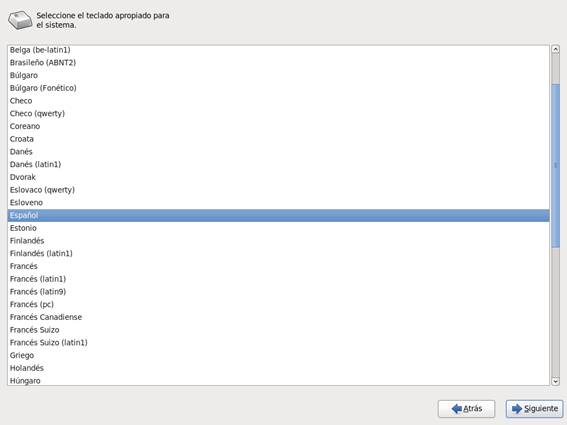 Seleccione el teclado apropiado para
el sistema.
Belga (be-latin1)
Brasileño (ABNT2)
Búlgaro
Búlgaro (Fonético)
Checo
Checo (qwerty)
Coreano
Croata
Danés
Danés (latin1)
Dvorak
Eslovaco (qwerty)
Esloveno
Español
Estonio
Finlandés
Finlandés (latin1)
Francés
Francés (latin1)
Francés (latin9)
Francés (pc)
Francés Canadiense
Francés Suizo
Francés Suizo (latin1)
Griego
Holandés
Húngaro
Atrás
Siguiente